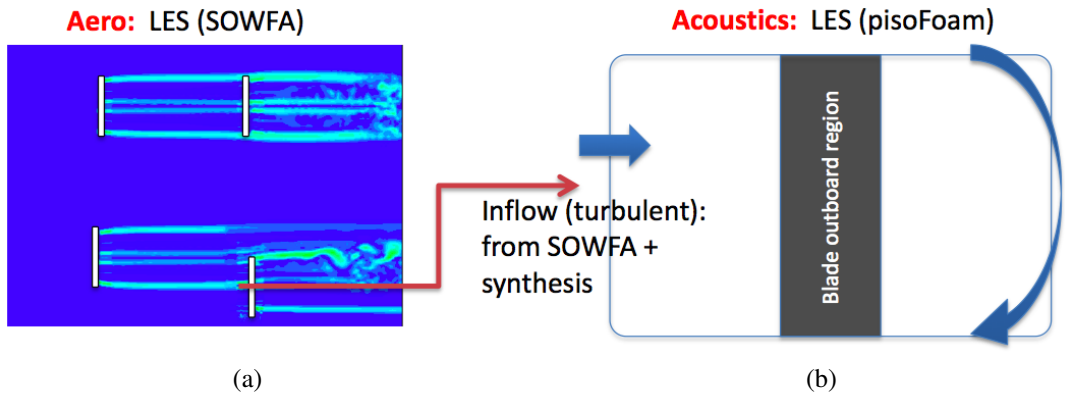 Aero: LES (SOWFA)
Acoustics: LES (pisoFoam)
Inflow (turbulent):
from SOWFA +
synthesis
Blade outboard region
(a)
(b)